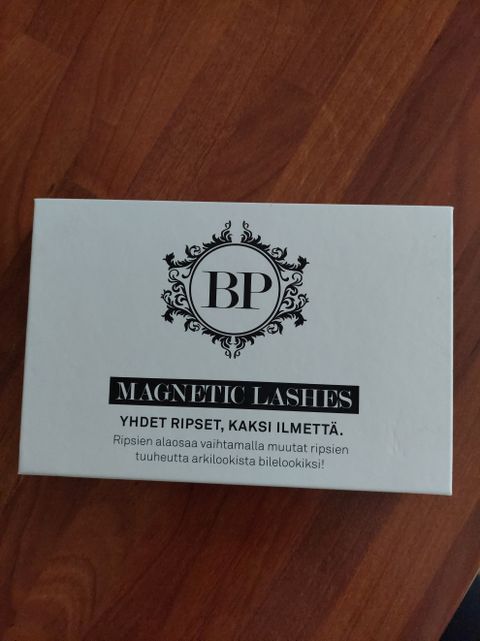 BP
MAGNETIC LASHES
YHDET RIPSET, KAKSI ILMETTÄ.
Ripsien alaosaa vaihtamalla muutat ripsien
tuuheutta arkilookista bilelookiksi!